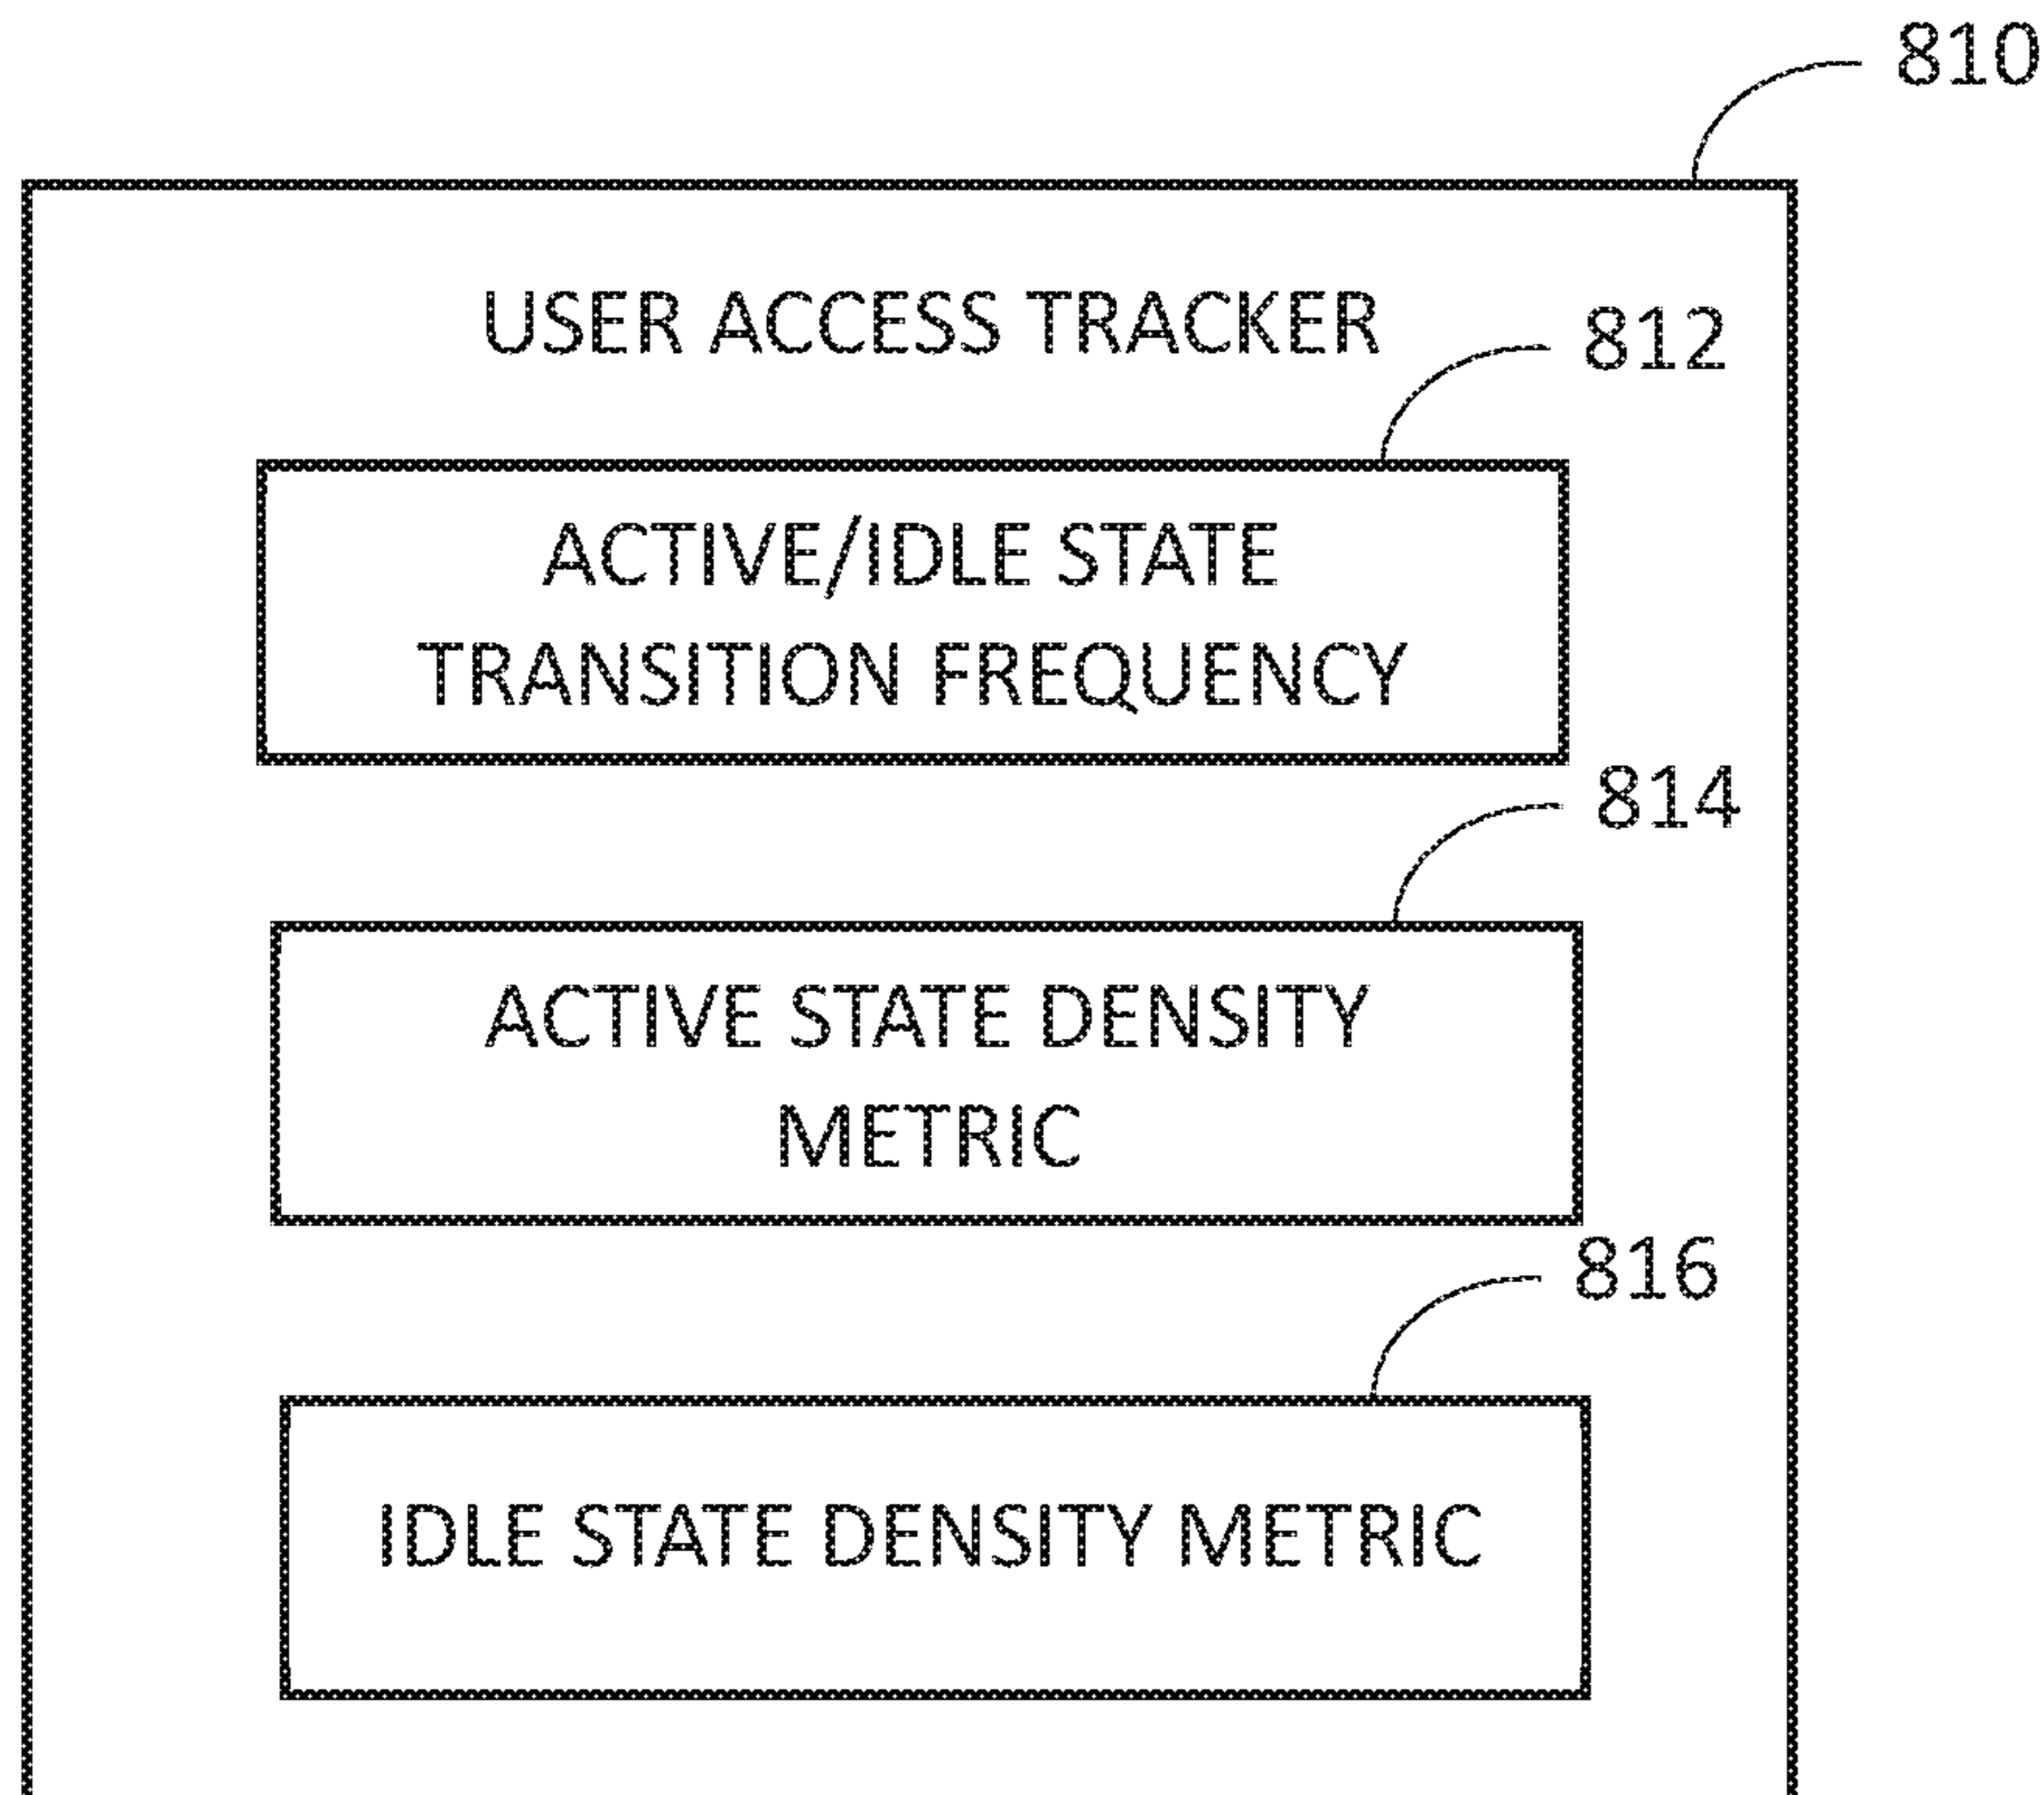 810
USER ACCESS TRACKER
812
ACTIVE/IDLE STATE
TRANSITION FREQUENCY
814
ACTIVE STATE DENSITY
METRIC
816
IDLE STATE DENSITY METRIC